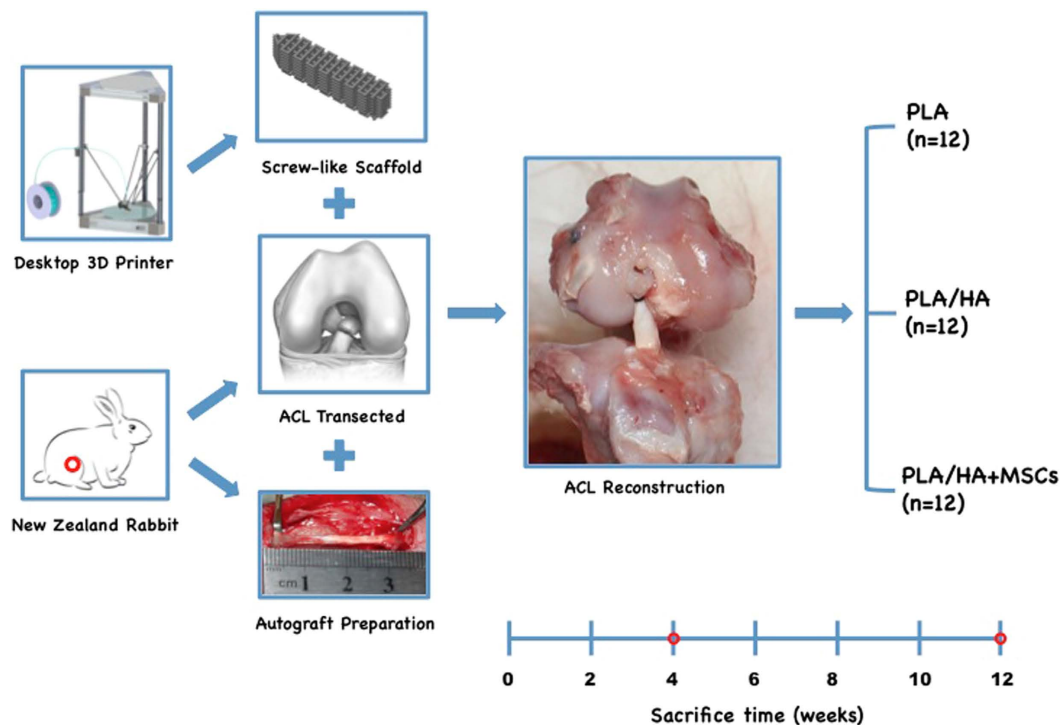 Desktop 3D Printer
New Zealand Rabbit
Screw-like Scaffold
ACL Transected
cm 1 2 3
Autograft Preparation
ACL Reconstruction
PLA
(n=12)
PLA/HA
(n=12)
PLA/HA+MSCs
(n=12)
0 2 4 6 8 10 12
Sacrifice time (weeks)